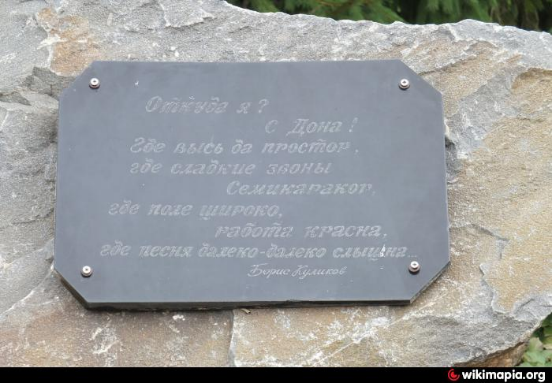 Откуда я?
С Дона!
Где высь да простор,
где сладкие звоны
Семикаракор,
где поле широко,
работа красна,
где песня далеко-далеко слышна.
Борис Куликов
wikimapia.org